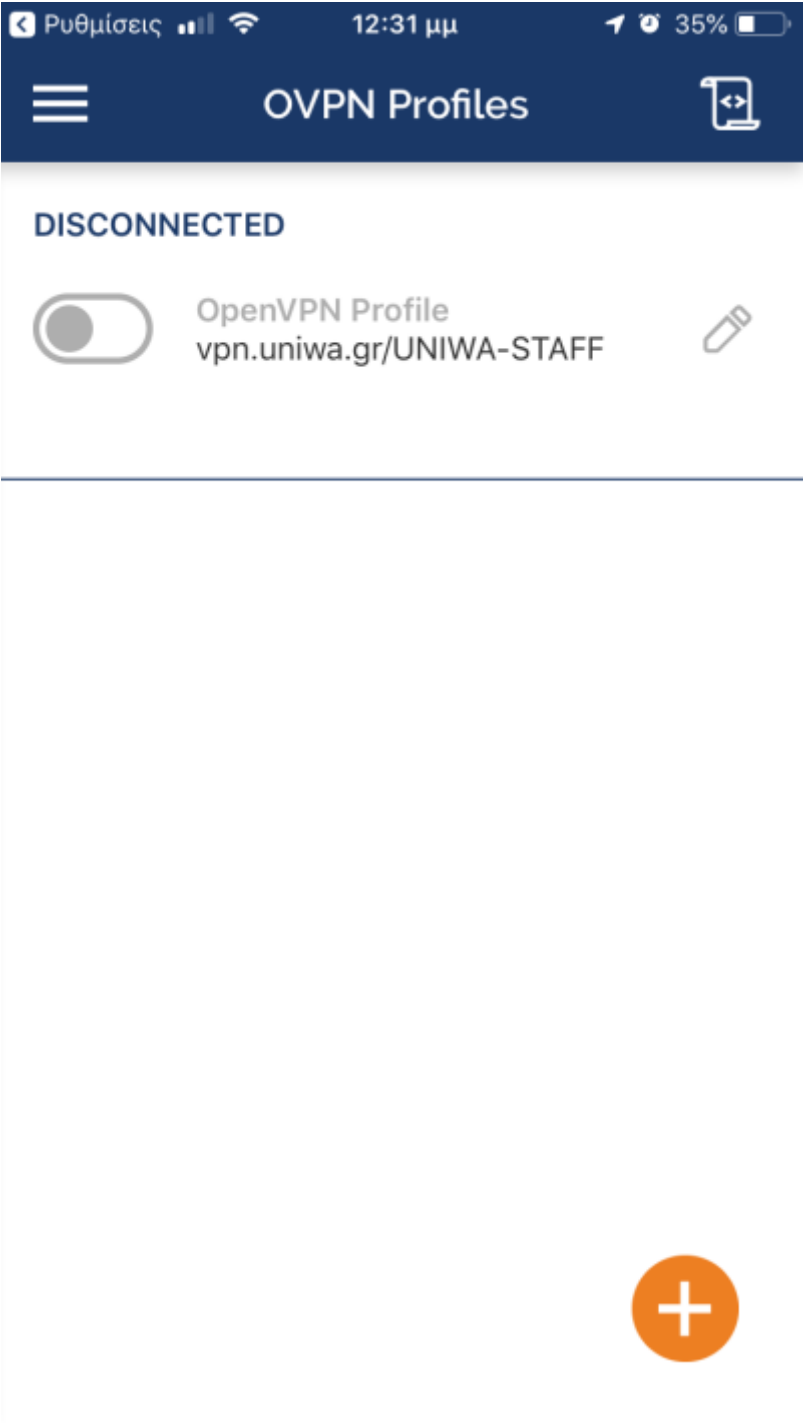 Ρυθμίσεις 12:31 μμ 35%
OVPN Profiles
DISCONNECTED
OpenVPN Profile
vpn.uniwa.gr/UNIWA-STAFF